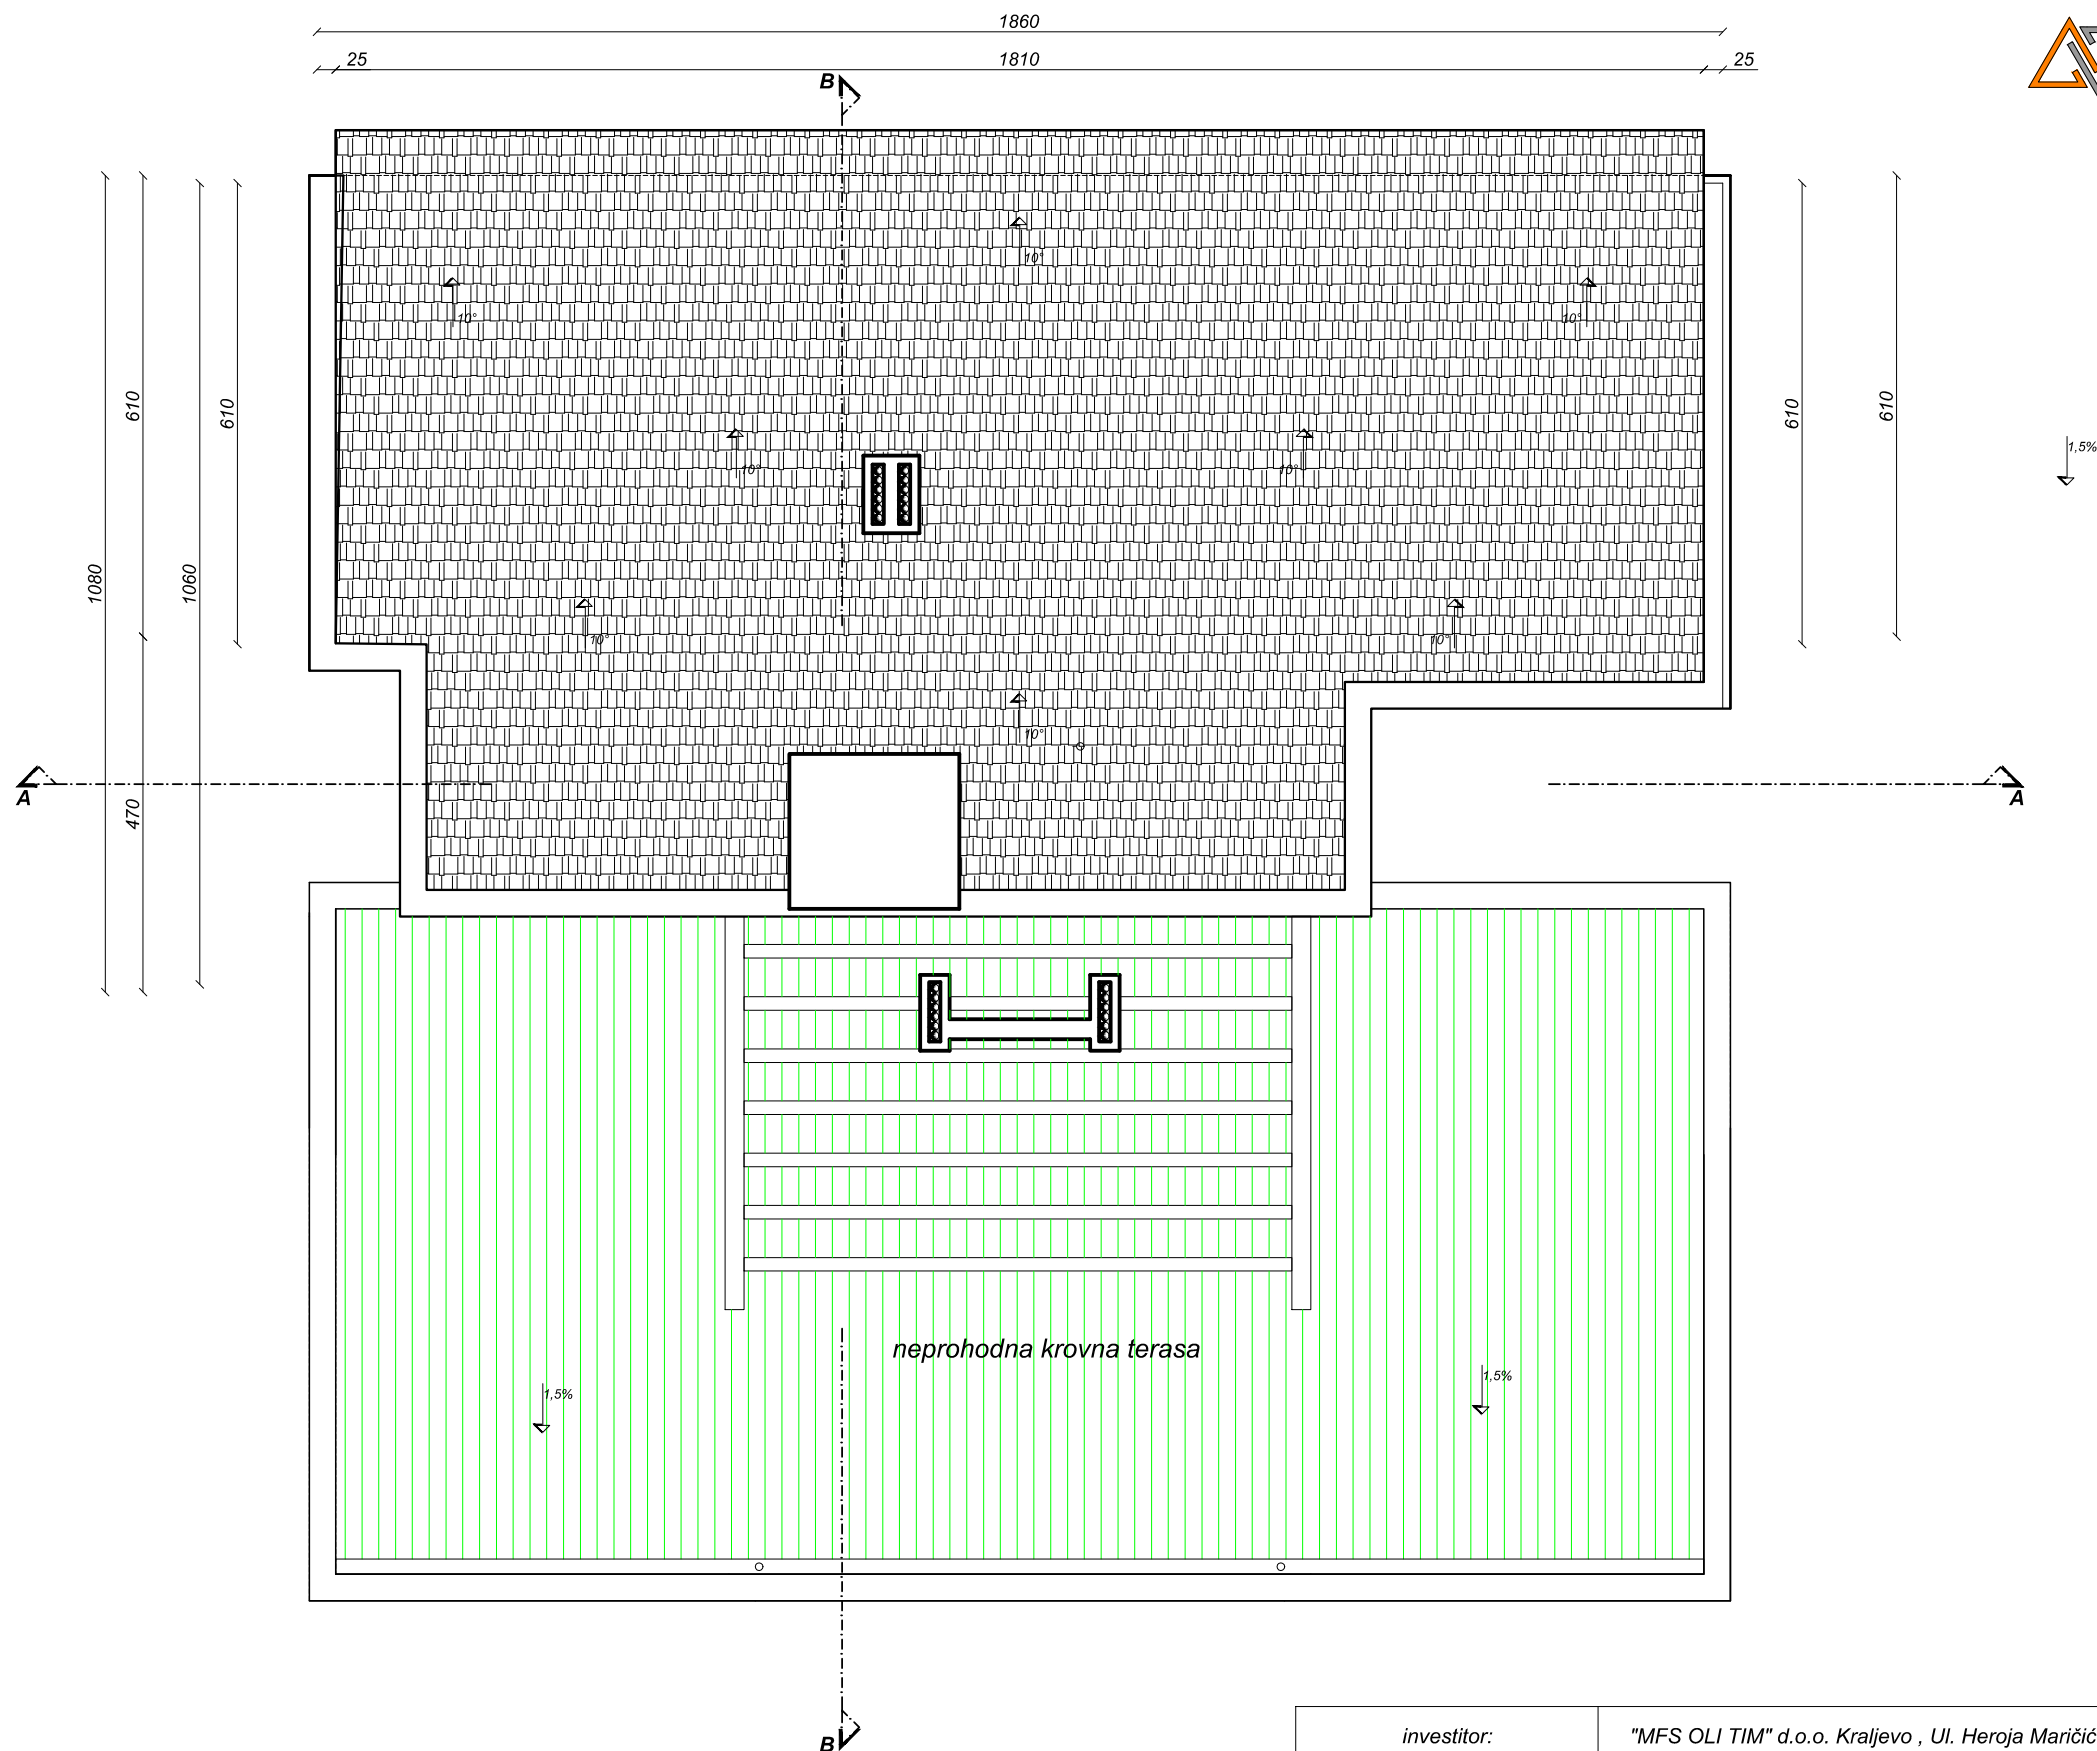 1860
25 1810 25
B
10°
10° 10°
610 610 610 610
1,5%
10° 10°
1080 1060
10° 10°
10°
A A
470
neprohodna krovna terasa
1,5% 1,5%
investitor: "MFS OLI TIM" d.o.o. Kraljevo , Ul. Heroja Maričić
B